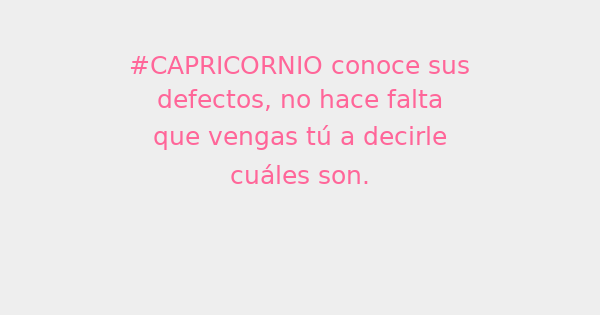 #CAPRICORNIO conoce sus
defectos, no hace falta
que vengas tú a decirle
cuáles son.